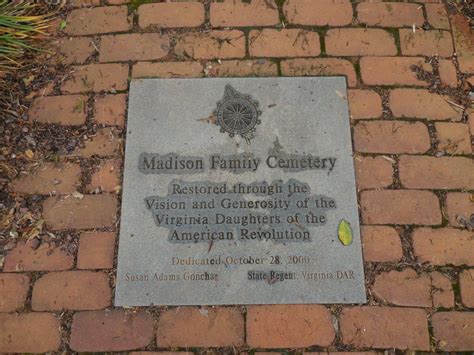 Madison Family Cemetery
Restored through the
Vision and Generosity of the
Virginia Daughters of the
American Revolution
Dedicated October 28, 2000
Susan Adams Gonchar State Regent Virginia DAR